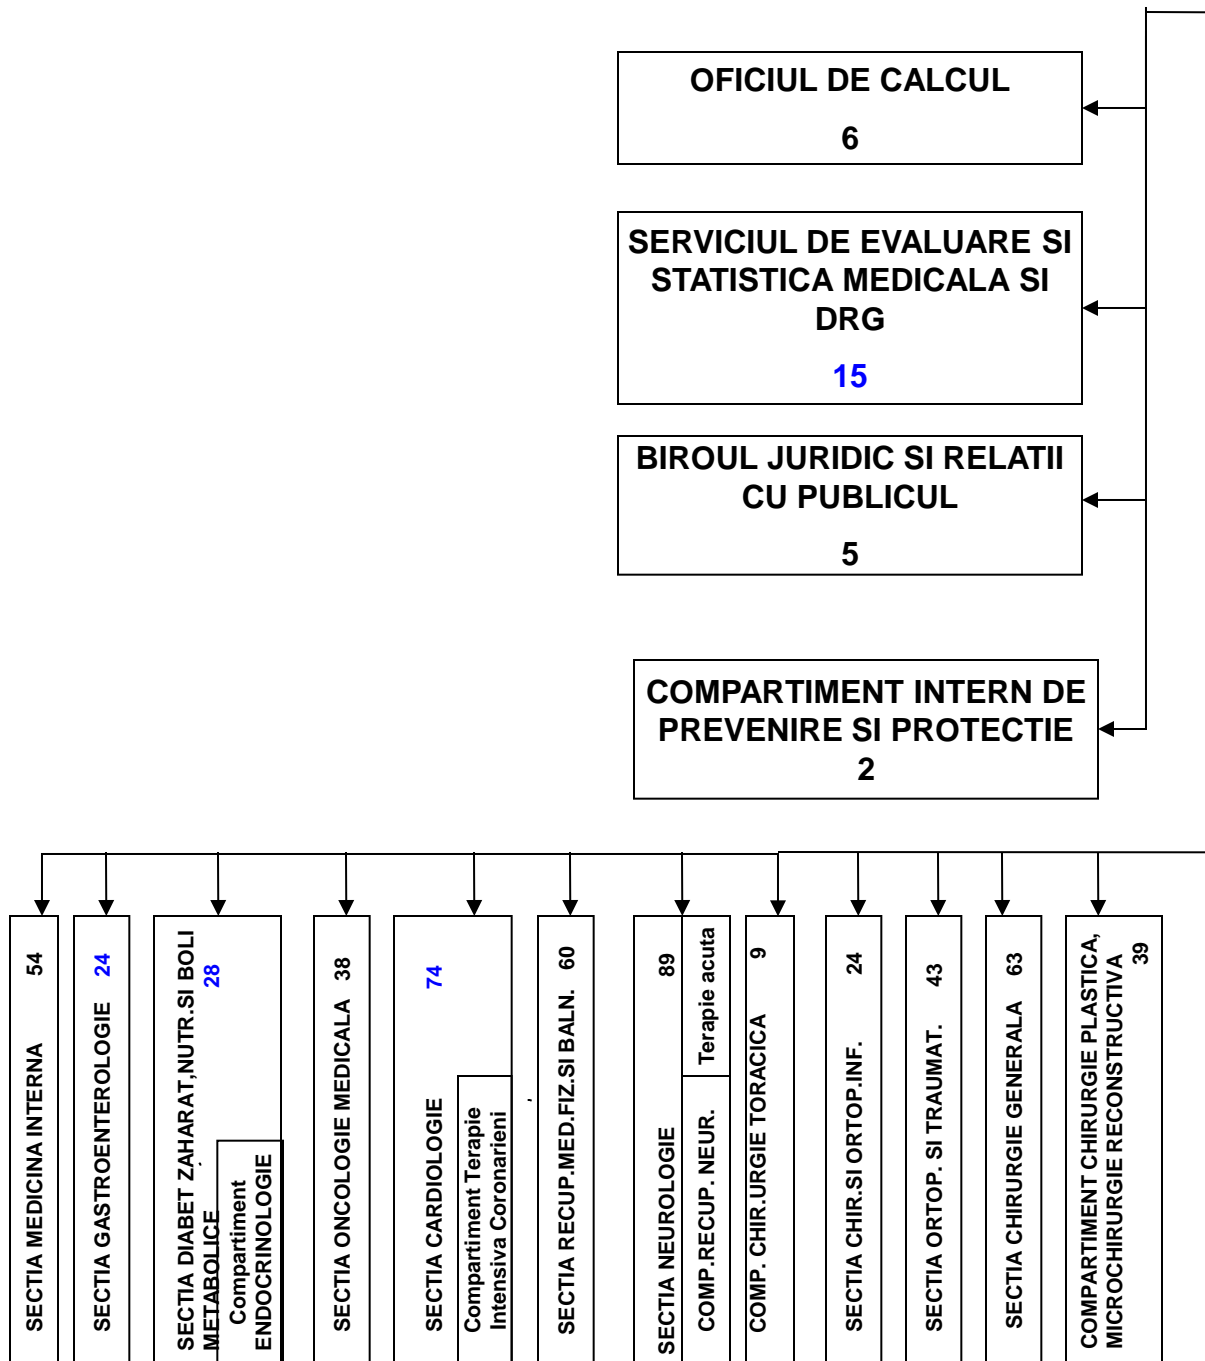 OFICIUL DE CALCUL
6
SERVICIUL DE EVALUARE SI
STATISTICA MEDICALA SI
DRG
15
BIROUL JURIDIC SI RELATII
CU PUBLICUL
5
COMPARTIMENT INTERN DE
PREVENIRE SI PROTECTIE
2
SECTIA MEDICINA INTERNA 54
SECTIA GASTROENTEROLOGIE 24
SECTIA DIABET ZAHARAT,NUTR.SI BOLI
METABOLICE 28
Compartiment
ENDOCRINOLOGIE
SECTIA ONCOLOGIE MEDICALA 38
SECTIA CARDIOLOGIE 74
Compartiment Terapie
Intensiva Coronarieni
SECTIA RECUP.MED.FIZ.SI BALN. 60
SECTIA NEUROLOGIE 89
COMP.RECUP. NEUR.
Terapie acuta
COMP. CHIR.URGIE TORACICA 9
SECTIA CHIR.SI ORTOP.INF. 24
SECTIA ORTOP. SI TRAUMAT. 43
SECTIA CHIRURGIE GENERALA 63
COMPARTIMENT CHIRURGIE PLASTICA,
MICROCHIRURGIE RECONSTRUCTIVA
39